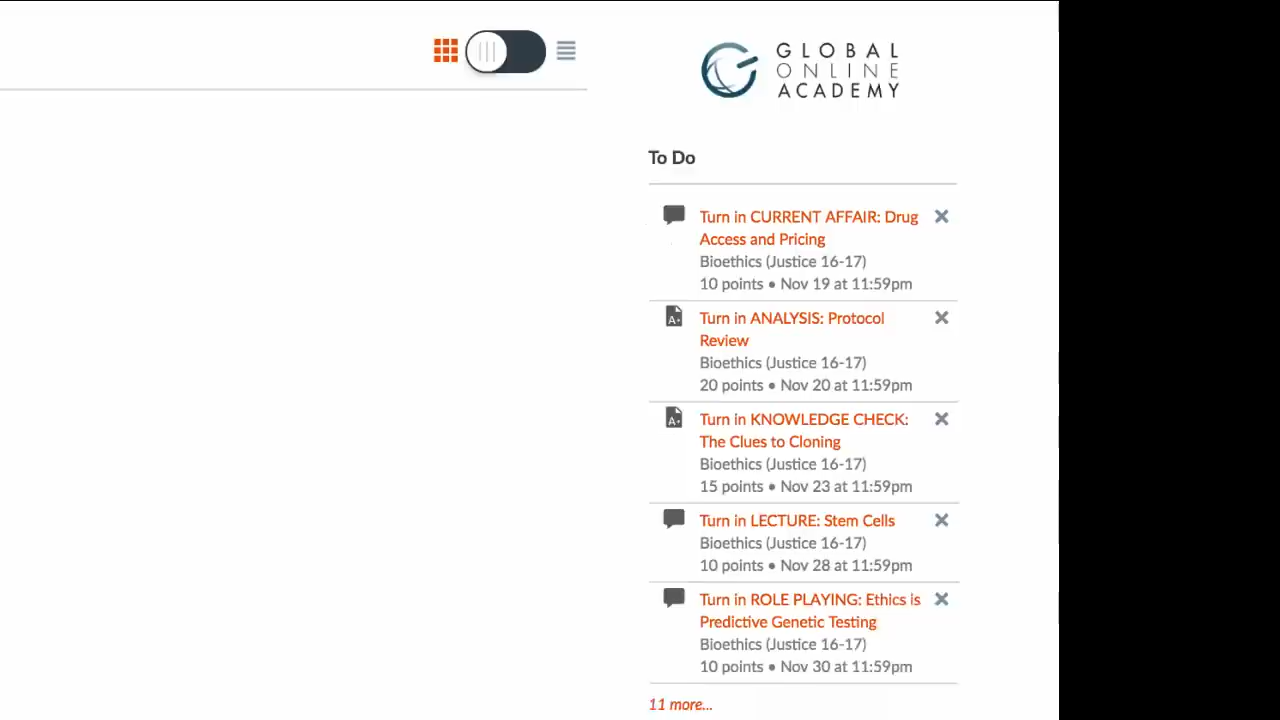 GLOBAL
ONLINE
ACADEMY
To Do
Turn in CURRENT AFFAIR: Drug
Access and Pricing
Bioethics (Justice 16-17)
10 points • Nov 19 at 11:59pm
A+
Turn in ANALYSIS: Protocol
Review
Bioethics (Justice 16-17)
20 points • Nov 20 at 11:59pm
A+
Turn in KNOWLEDGE CHECK:
The Clues to Cloning
Bioethics (Justice 16-17)
15 points • Nov 23 at 11:59pm
Turn in LECTURE: Stem Cells
Bioethics (Justice 16-17)
10 points • Nov 28 at 11:59pm
Turn in ROLE PLAYING: Ethics is
Predictive Genetic Testing
Bioethics (Justice 16-17)
10 points • Nov 30 at 11:59pm
11 more...